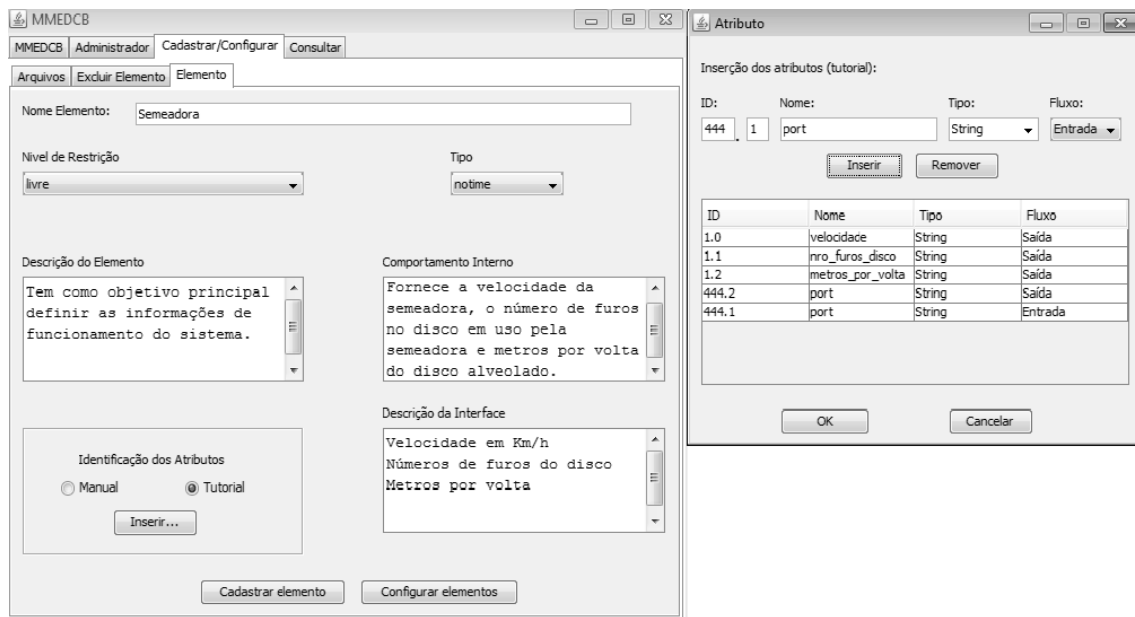 MMEDCB
MMEDCB Administrador Cadastrar/Configurar Consultar
Arquivos Excluir Elemento Elemento
Nome Elemento: Semeadora
Nivel de Restrição Tipo
livre notime
Descrição do Elemento
Tem como objetivo principal
definir as informações de
funcionamento do sistema.
Comportamento Interno
Fornece a velocidade da
semeadora, o número de furos
no disco em uso pela
semeadora e metros por volta
do disco alveolado.
Descrição da Interface
Velocidade em Km/h
Números de furos do disco
Metros por volta
Identificação dos Atributos
Manual Tutorial
Inserir...
Cadastrar elemento Configurar elementos
Atributo
Inserção dos atributos (tutorial):
ID: Nome: Tipo: Fluxo:
444 . 1 port String Entrada
Inserir Remover
ID Nome Tipo Fluxo
1.0 velocidade String Saída
1.1 nro_furos_disco String Saída
1.2 metros_por_volta String Saída
444.2 port String Saída
444.1 port String Entrada
OK Cancelar